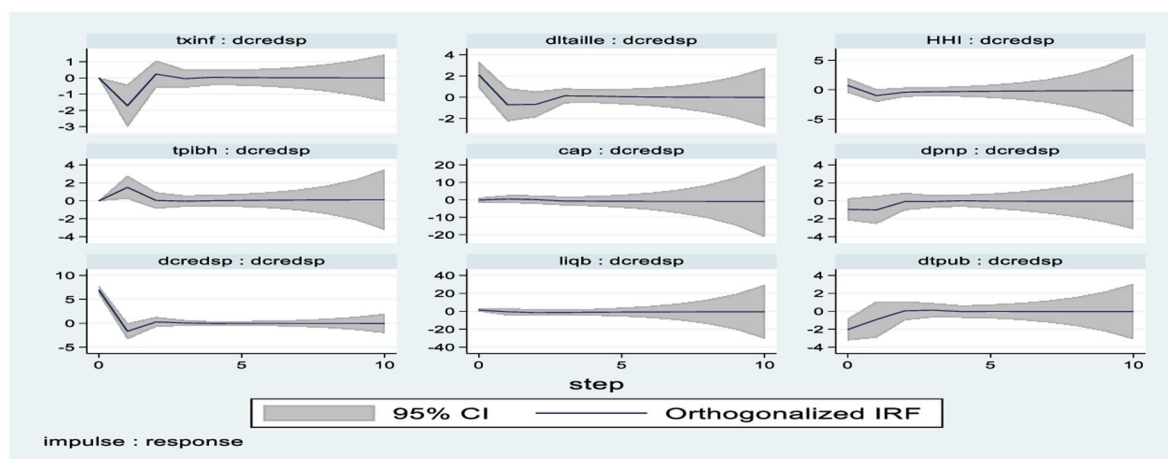 txinf : dcredsp
dltaille : dcredsp
HHI : dcredsp
1
0
-1
-2
-3
4
2
0
-2
5
0
-5
tpibh : dcredsp
cap : dcredsp
dpnp : dcredsp
4
2
0
-2
-4
20
10
0
-10
-20
4
2
0
-2
-4
dcredsp : dcredsp
liqb : dcredsp
dtpub : dcredsp
10
5
0
-5
40
20
0
-20
-40
4
2
0
-2
-4
0 5 10
0 5 10
0 5 10
step
95% CI Orthogonalized IRF
impulse : response